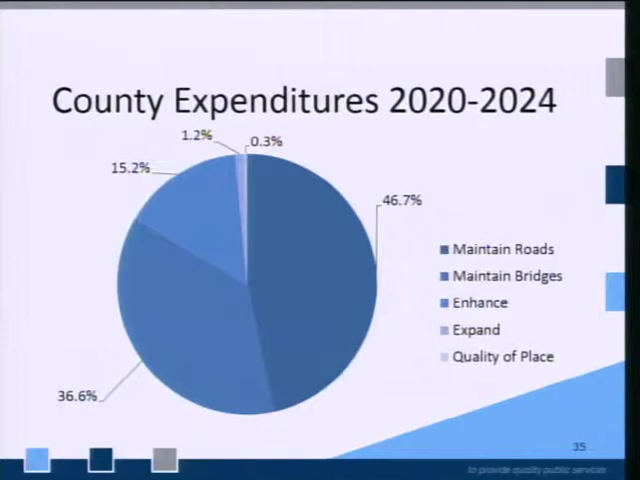 County Expenditures 2020-2024
1.2%
0.3%
15.2%
46.7%
36.6%
Maintain Roads
Maintain Bridges
Enhance
Expand
Quality of Place
35
to provide quality public services